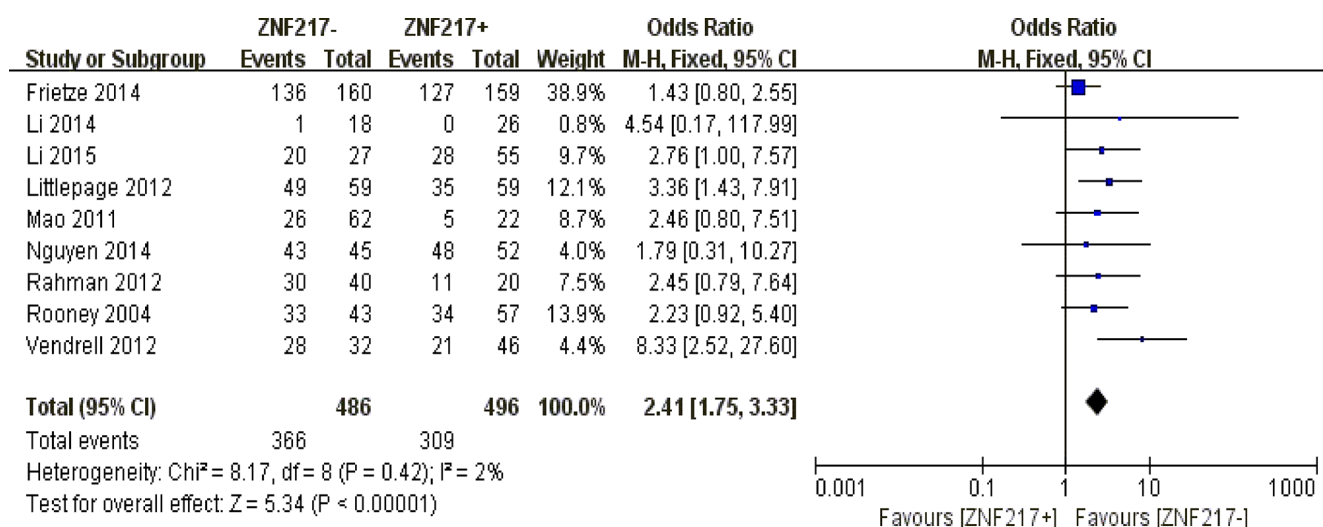 ZNF217- ZNF217+ Odds Ratio Odds Ratio
Study or Subgroup Events Total Events Total Weight M-H, Fixed, 95% CI M-H, Fixed, 95% CI
Frietze 2014 136 160 127 159 38.9% 1.43 [0.80, 2.55]
Li 2014 1 18 0 26 0.8% 4.54 [0.17, 117.99]
Li 2015 20 27 28 55 9.7% 2.76 [1.00, 7.57]
Littlepage 2012 49 59 35 59 12.1% 3.36 [1.43, 7.91]
Mao 2011 26 62 5 22 8.7% 2.46 [0.80, 7.51]
Nguyen 2014 43 45 48 52 4.0% 1.79 [0.31, 10.27]
Rahman 2012 30 40 11 20 7.5% 2.45 [0.79, 7.64]
Rooney 2004 33 43 34 57 13.9% 2.23 [0.92, 5.40]
Vendrell 2012 28 32 21 46 4.4% 8.33 [2.52, 27.60]
Total (95% CI) 486 496 100.0% 2.41 [1.75, 3.33]
Total events 366 309
Heterogeneity: Chi² = 8.17, df = 8 (P = 0.42); I² = 2%
Test for overall effect: Z = 5.34 (P < 0.00001)
0.001 0.1 1 10 1000
Favours [ZNF217+] Favours [ZNF217-]